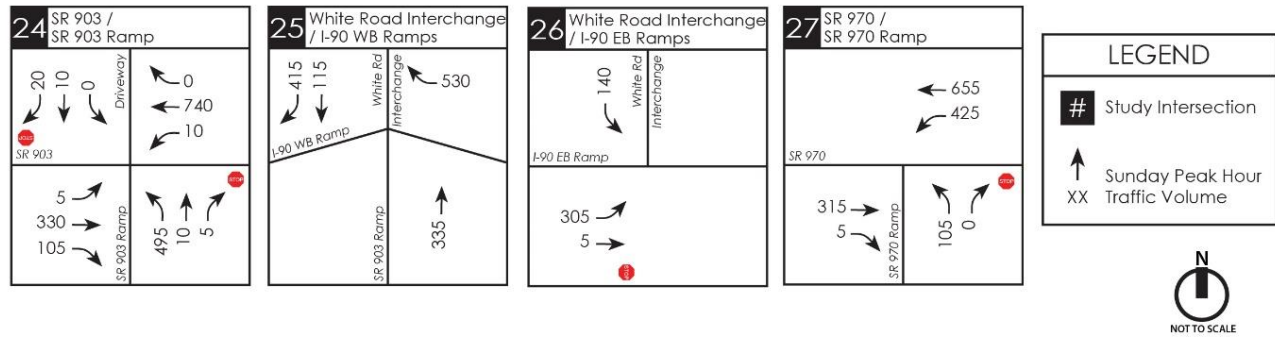 24
SR 903 /
SR 903 Ramp
20
10
0
Driveway
0
740
10
STOP
SR 903
5
330
105
SR 903 Ramp
495
10
5
STOP
25
White Road Interchange
/ I-90 WB Ramps
415
115
White Rd
Interchange
530
I-90 WB Ramp
SR 903 Ramp
335
26
White Road Interchange
/ I-90 EB Ramps
140
White Rd
Interchange
I-90 EB Ramp
305
5
STOP
27
SR 970 /
SR 970 Ramp
655
425
SR 970
315
5
SR 970 Ramp
105
0
STOP
LEGEND
# Study Intersection
XX Sunday Peak Hour
Traffic Volume
N
NOT TO SCALE